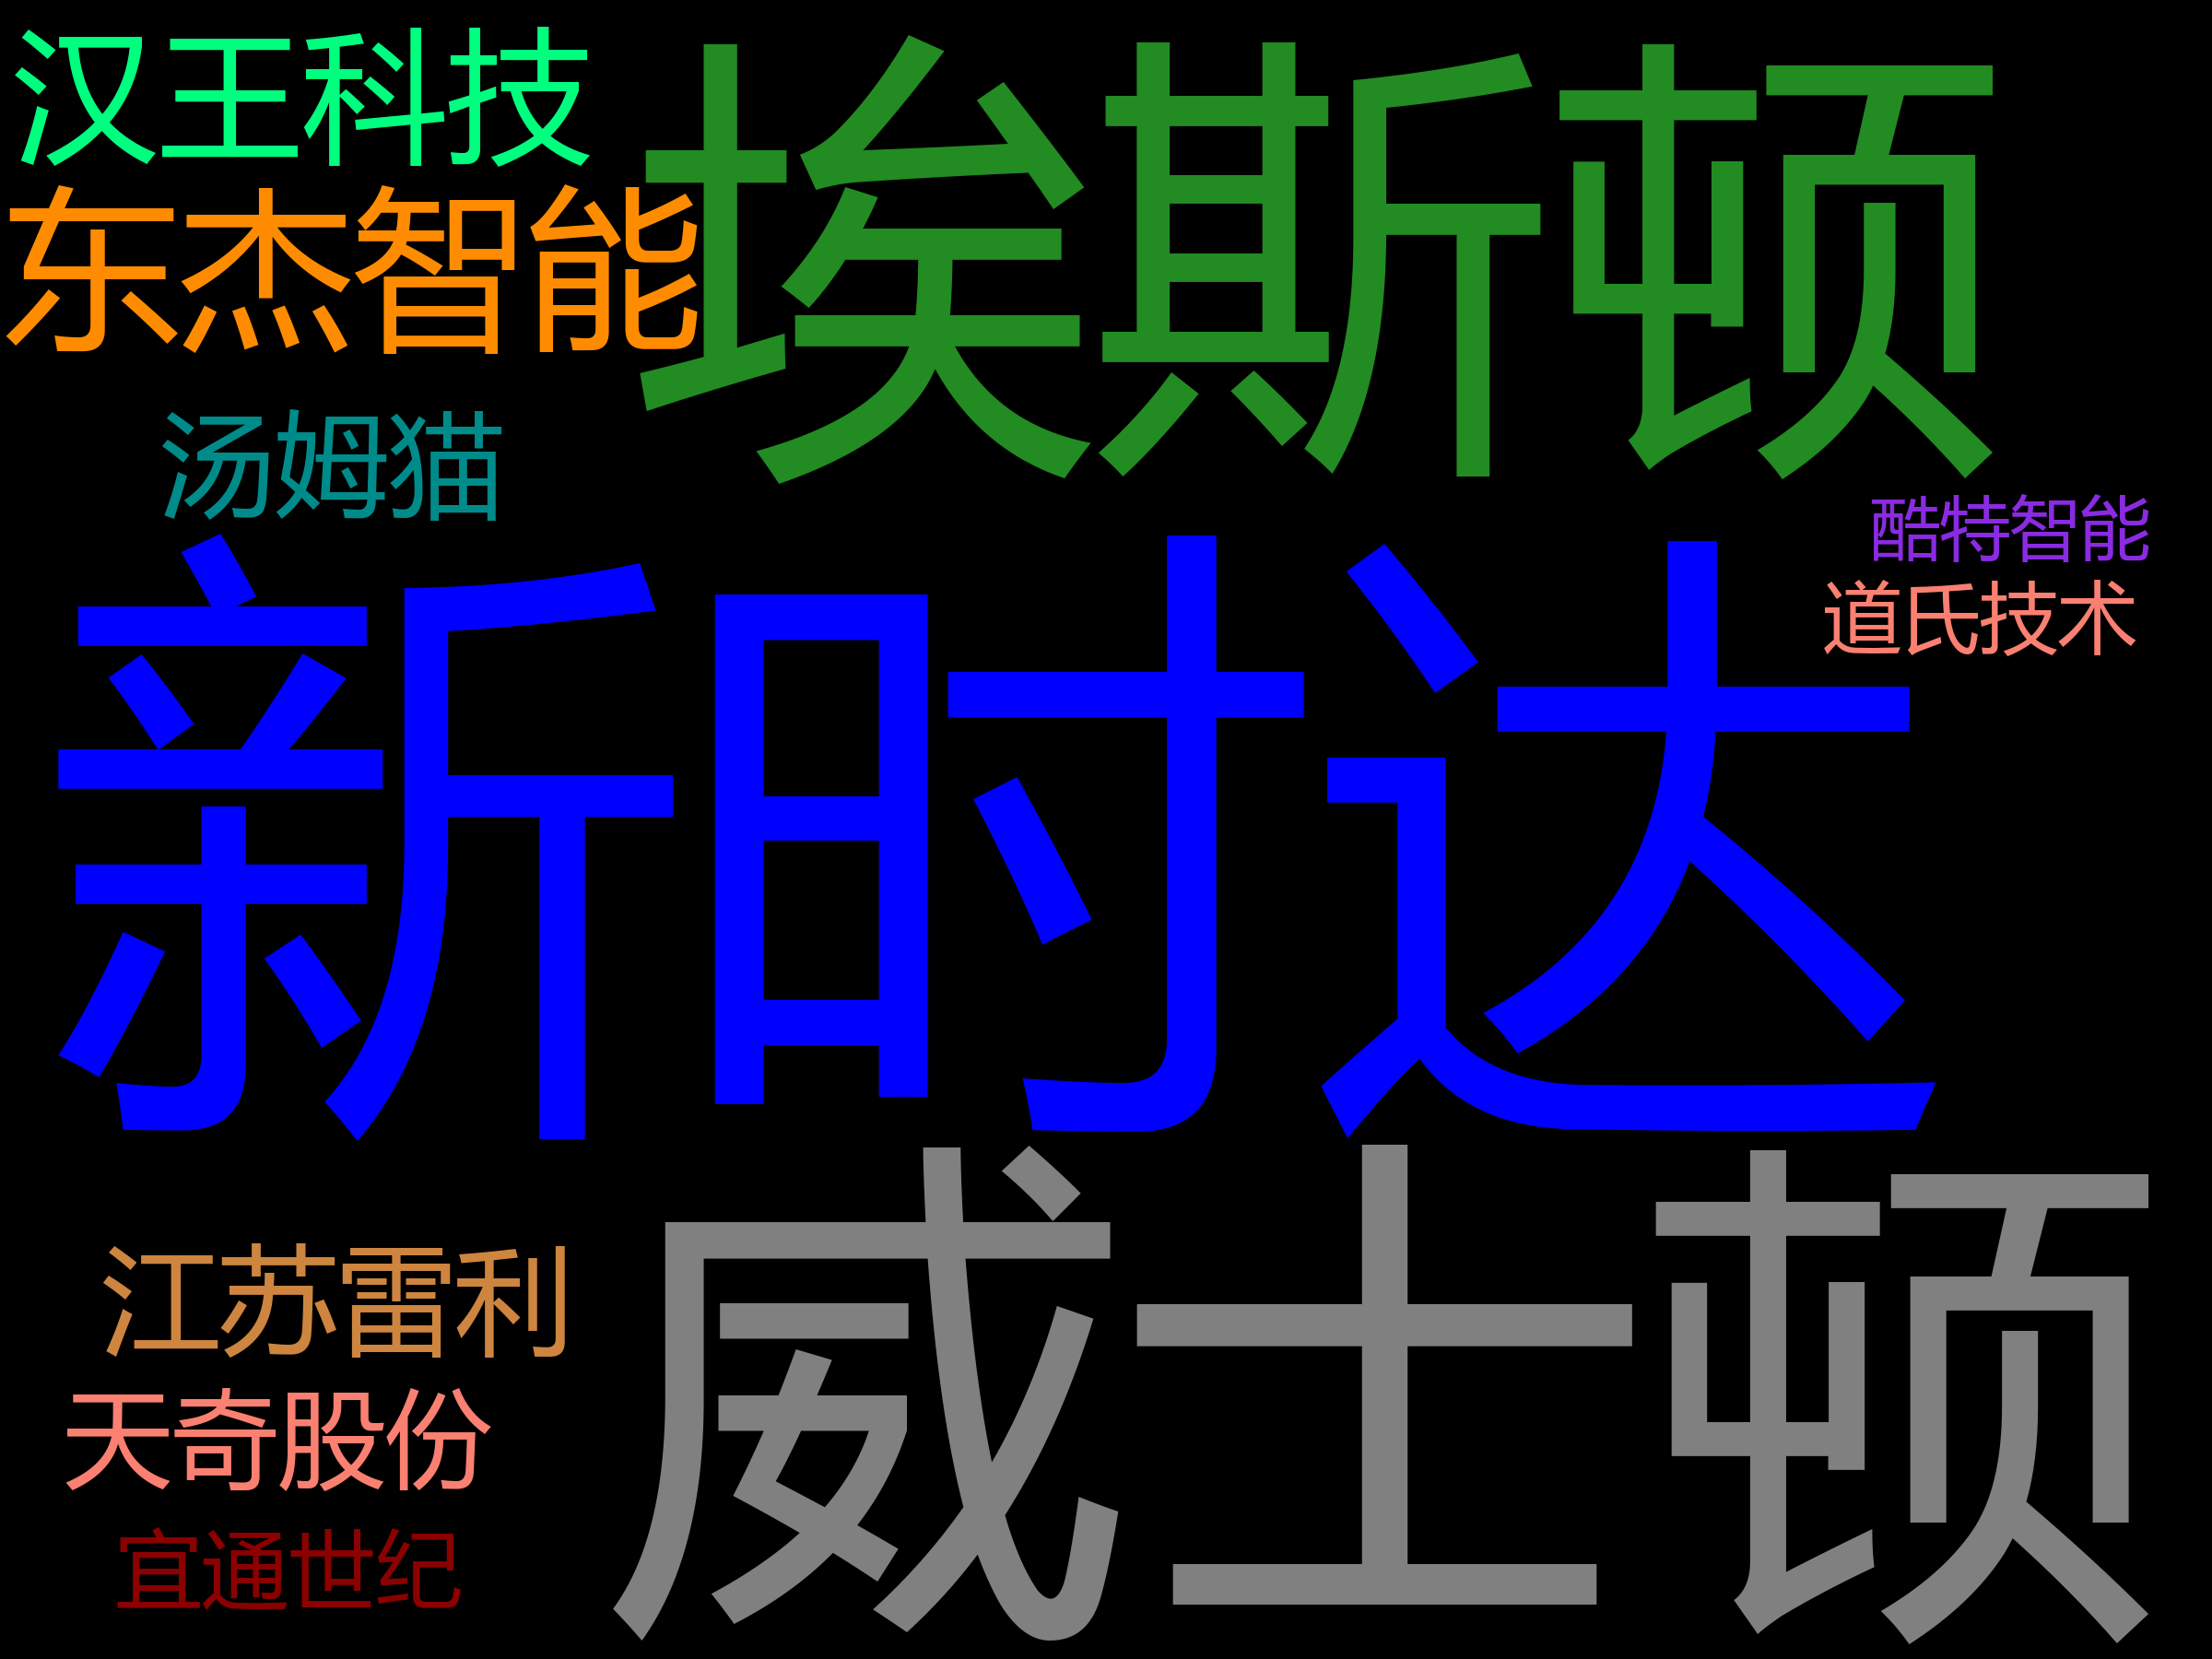 汉王科技
埃斯顿
东杰智能
汤姆猫
酷特智能
道氏技术
新时达
威士顿
江苏雷利
天奇股份
宜通世纪